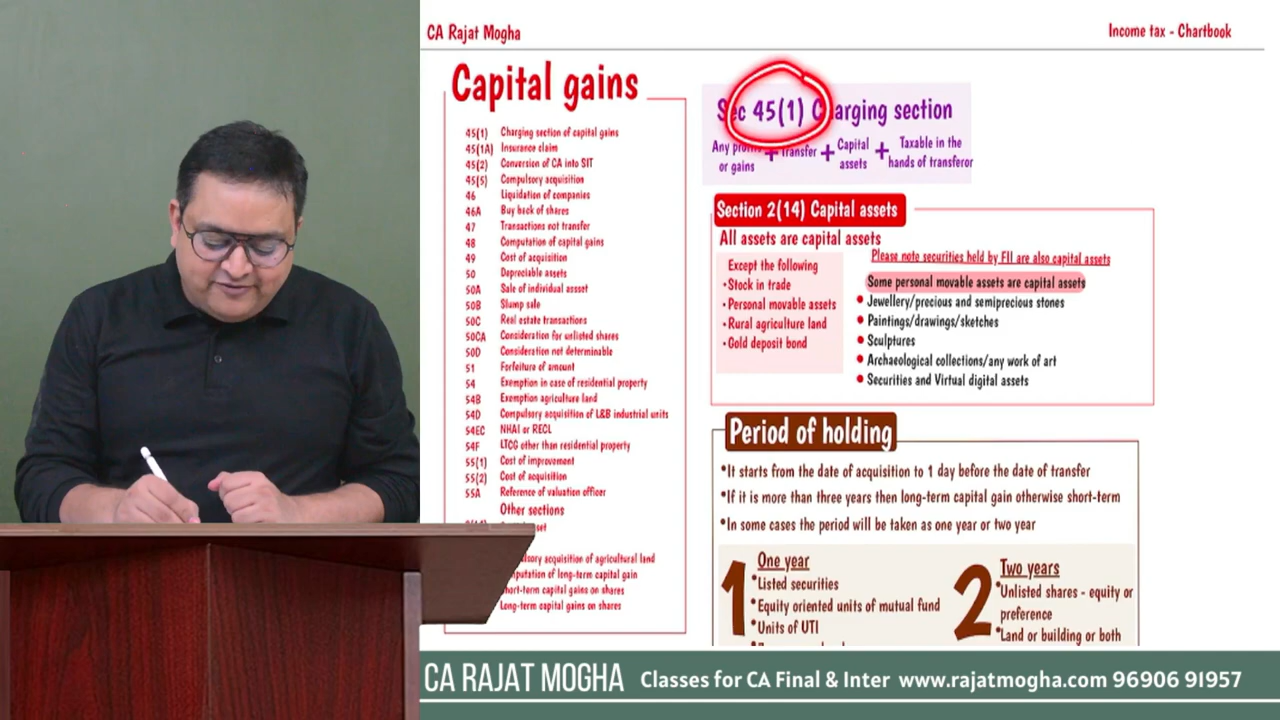 CA Rajat Mogha
Income tax - Chartbook
Capital gains
45(1) Charging section of capital gains
45(1A) Insurance claim
45(2) Conversion of CA into SIT
45(5) Compulsory acquisition
46 Liquidation of companies
46A Buy back of shares
47 Transactions not transfer
48 Computation of capital gains
49 Cost of acquisition
50 Depreciable assets
50A Sale of individual assset
50B Slump sale
50C Real estate transactions
50CA Consideration for unlisted shares
50D Consideration not determinable
51 Forfeiture of amount
54 Exemption in case of residential property
54B Exemption agriculture land
54D Compulsory acquisition of L&B industrial units
54EC NHAI or RECL
54F LTCG other than residential property
55(1) Cost of improvement
55(2) Cost of acquisition
55A Reference of valuation officer
Other sections
acquisition of agricultural land
of long-term capital gain
capital gains on shares
Long-term capital gains on shares
Sec 45(1) Charging section
Any profits or gains + Transfer + Capital assets + Taxable in the hands of transferor
Section 2(14) Capital assets
All assets are capital assets
Except the following
•Stock in trade
•Personal movable assets
•Rural agriculture land
•Gold deposit bond
Please note securities held by FII are also capital assets
Some personal movable assets are capital assets
• Jewellery/precious and semiprecious stones
• Paintings/drawings/sketches
• Sculptures
• Archaeological collections/any work of art
• Securities and Virtual digital assets
Period of holding
•It starts from the date of acquisition to 1 day before the date of transfer
•If it is more than three years then long-term capital gain otherwise short-term
•In some cases the period will be taken as one year or two year
1 One year
•Listed securities
•Equity oriented units of mutual fund
•Units of UTI
2 Two years
•Unlisted shares - equity or
preference
•Land or building or both
CA RAJAT MOGHA Classes for CA Final & Inter www.rajatmogha.com 96906 91957